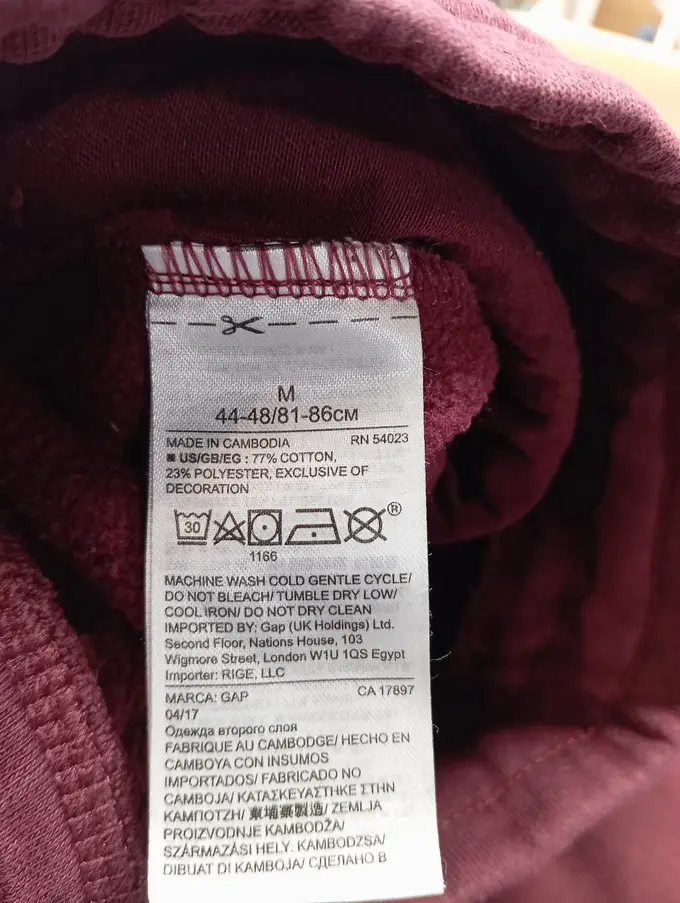 M
44-48/81-86CM
MADE IN CAMBODIA RN 54023
■ US/GB/EG : 77% COTTON,
23% POLYESTER, EXCLUSIVE OF
DECORATION
30
®
1166
MACHINE WASH COLD GENTLE CYCLE/
DO NOT BLEACH/ TUMBLE DRY LOW/
COOL IRON/ DO NOT DRY CLEAN
IMPORTED BY: Gap (UK Holdings) Ltd.
Second Floor, Nations House, 103
Wigmore Street, London W1U 1QS Egypt
Importer: RIGE, LLC
MARCA: GAP CA 17897
04/17
Одежда второго слоя
FABRIQUE AU CAMBODGE/ HECHO EN
CAMBOYA CON INSUMOS
IMPORTADOS/ FABRICADO NO
CAMBOJA/ ΚΑΤΑΣΚΕΥΑΣΤΗΚΕ ΣΤΗΝ
ΚΑΜΠΟΤΖΗ/ 柬埔寨製造/ ZEMLJA
PROIZVODNJE KAMBODŽA/
SZÁRMAZÁSI HELY: KAMBODZSA/
DIBUAT DI KAMBOJA/ СДЕЛАНО В